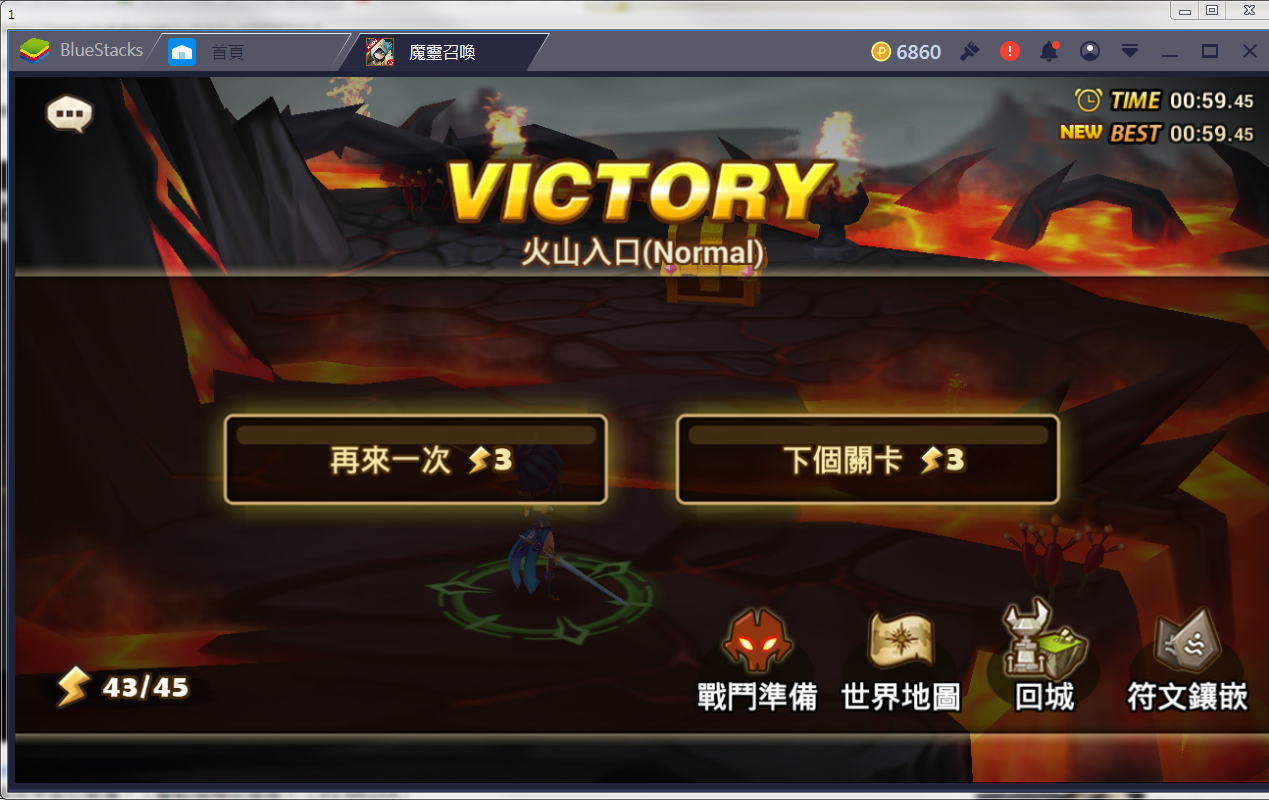 1
BlueStacks
首頁
魔靈召喚
6860
TIME 00:59.45
NEW BEST 00:59.45
VICTORY
火山入口(Normal)
再來一次 3
下個關卡 3
43/45
戰鬥準備
世界地圖
回城
符文鑲嵌